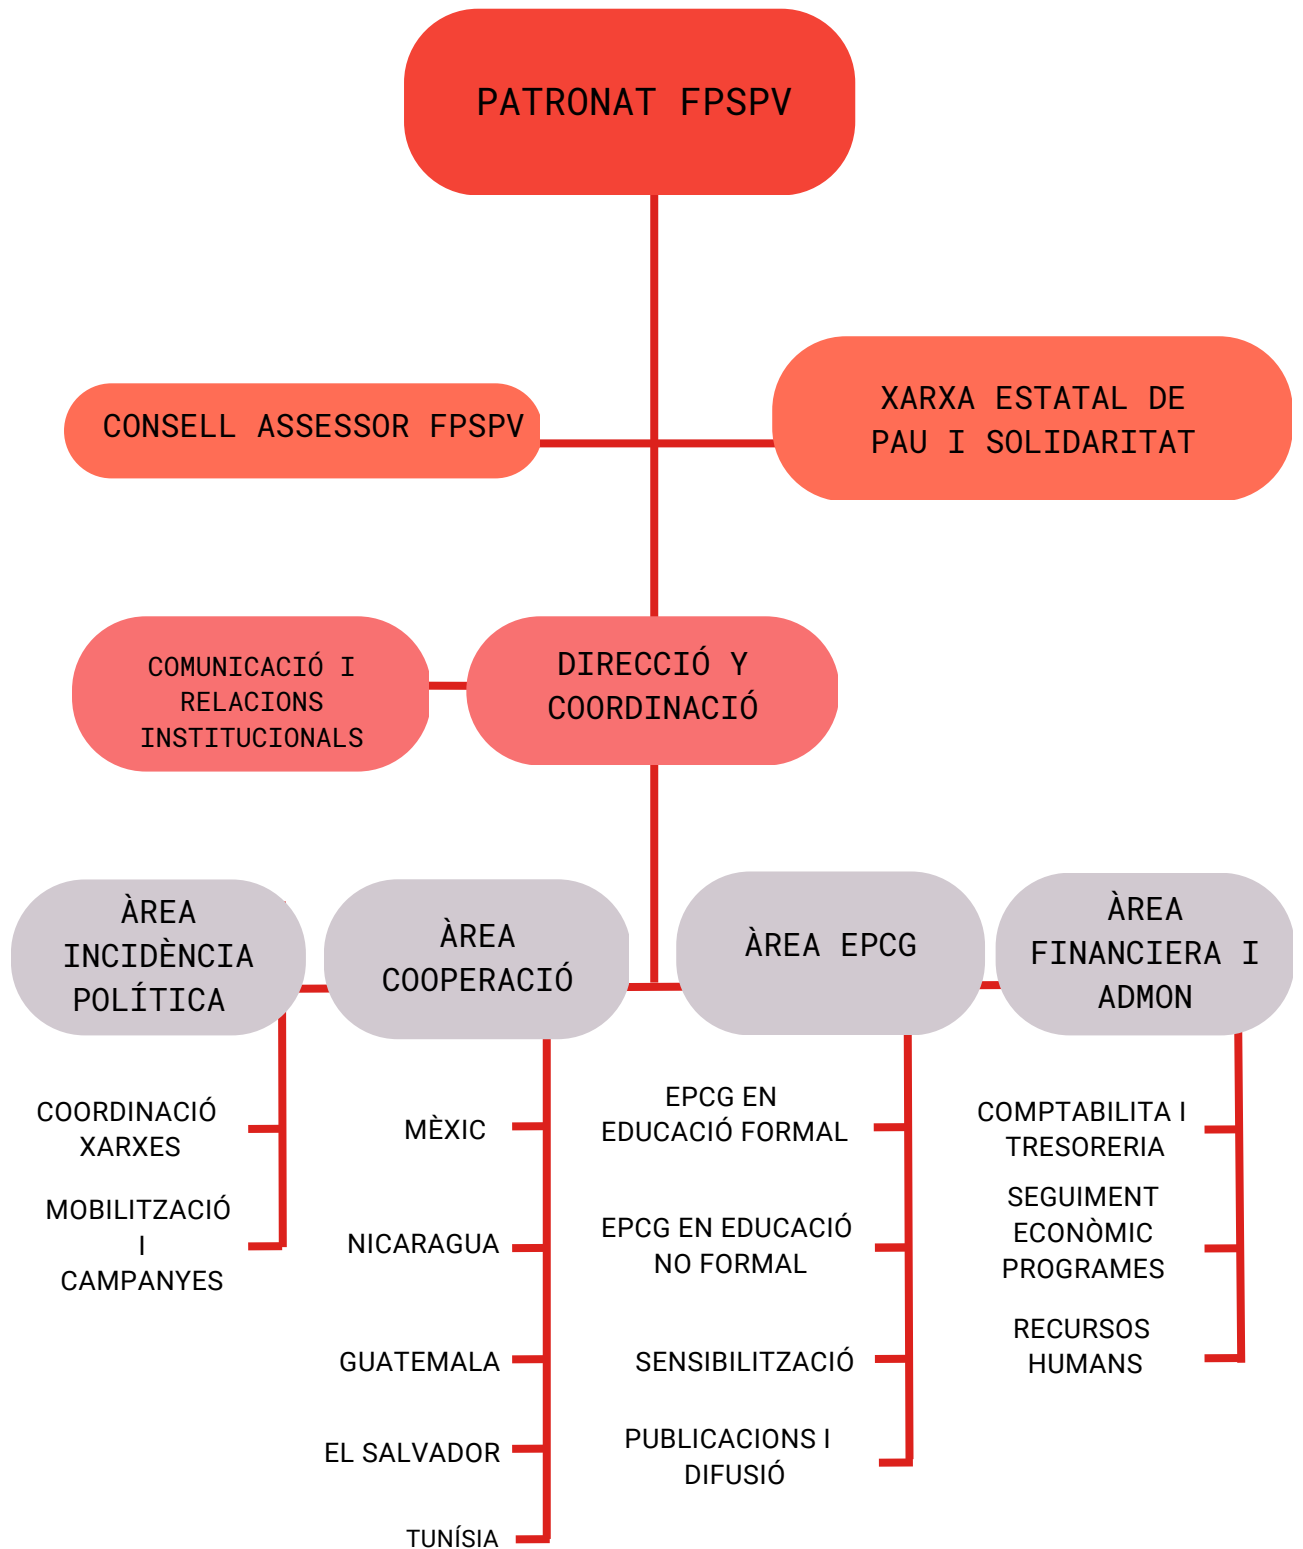 PATRONAT FPSPV
CONSELL ASSESSOR FPSPV
XARXA ESTATAL DE
PAU I SOLIDARITAT
COMUNICACIÓ I
RELACIONS
INSTITUCIONALS
DIRECCIÓ Y
COORDINACIÓ
ÀREA
INCIDÈNCIA
POLÍTICA
COORDINACIÓ
XARXES
MOBILITZACIÓ
I
CAMPANYES
ÀREA
COOPERACIÓ
MÈXIC
NICARAGUA
GUATEMALA
EL SALVADOR
TUNÍSIA
ÀREA EPCG
EPCG EN
EDUCACIÓ FORMAL
EPCG EN EDUCACIÓ
NO FORMAL
SENSIBILITZACIÓ
PUBLICACIONS I
DIFUSIÓ
ÀREA
FINANCIERA I
ADMON
COMPTABILITA I
TRESORERIA
SEGUIMENT
ECONÒMIC
PROGRAMES
RECURSOS
HUMANS